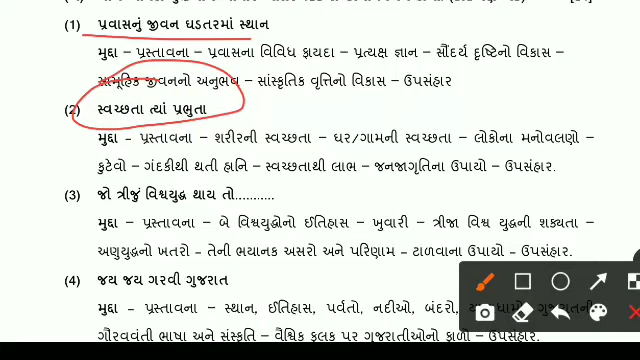 (1) પ્રવાસનું જીવન ઘડતરમાં સ્થાન
મુદ્દા – પ્રસ્તાવના – પ્રવાસના વિવિધ ફાયદા – પ્રત્યક્ષ જ્ઞાન – સૌંદર્ય દ્રષ્ટિનો વિકાસ –
સામૂહિક જીવનનો અનુભવ – સાંસ્કૃતિક વૃત્તિનો વિકાસ – ઉપસંહાર
(2) સ્વચ્છતા ત્યાં પ્રભુતા
મુદ્દા – પ્રસ્તાવના – શરીરની સ્વચ્છતા – ઘર/ગામની સ્વચ્છતા – લોકોના મનોવલણો –
કુટેવો – ગંદકીથી થતી હાનિ – સ્વચ્છતાથી લાભ – જનજાગૃતિના ઉપાયો – ઉપસંહાર.
(3) જો ત્રીજું વિશ્વયુદ્ધ થાય તો...........
મુદ્દા – પ્રસ્તાવના – બે વિશ્વયુદ્ધોનો ઈતિહાસ – ખુવારી – ત્રીજા વિશ્વ યુદ્ધની શક્યતા –
અણુયુદ્ધનો ખતરો – તેની ભયાનક અસરો અને પરિણામ – ટાળવાના ઉપાયો – ઉપસંહાર.
(4) જય જય ગરવી ગુજરાત
મુદ્દા – પ્રસ્તાવના – સ્થાન, ઈતિહાસ, પર્વતો, નદીઓ, બંદરો,
ગૌરવવંતી ભાષા અને સંસ્કૃતિ – વૈશ્વિક ફલક પર ગુજરાતીઓનો ફાળો – ઉપસંહાર.